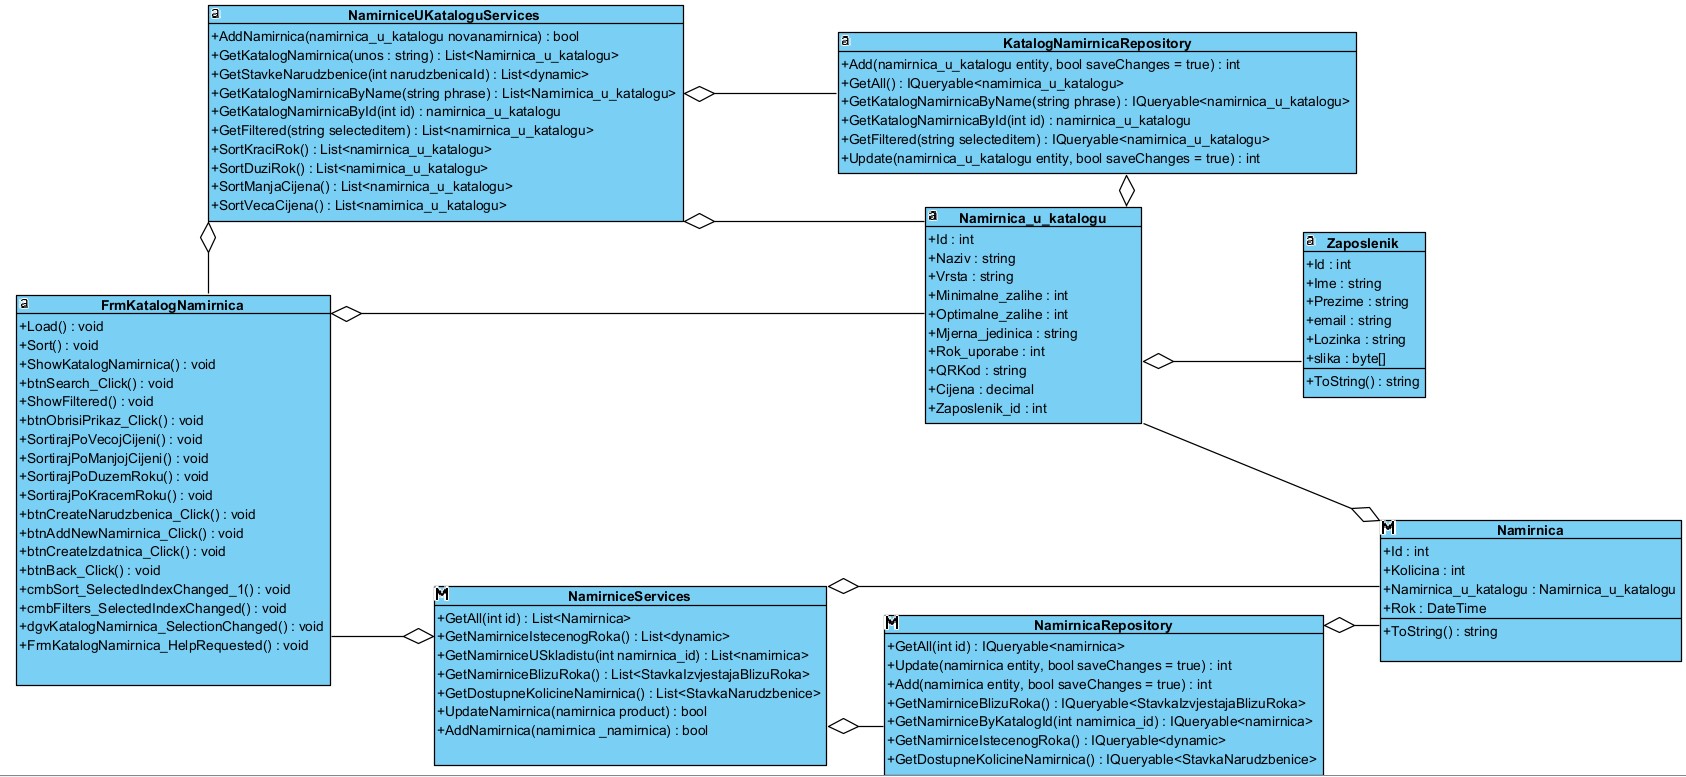 a
NamirniceUKataloguServices
+AddNamirnica(namirnica_u_katalogu novanamirnica) : bool
+GetKatalogNamirnica(unos : string) : List<Namirnica_u_katalogu>
+GetStavkeNarudzbenice(int narudzbenicaId) : List<dynamic>
+GetKatalogNamirnicaByName(string phrase) : List<Namirnica_u_katalogu>
+GetKatalogNamirnicaById(int id) : namirnica_u_katalogu
+GetFiltered(string selecteditem) : List<namirnica_u_katalogu>
+SortKraciRok() : List<namirnica_u_katalogu>
+SortDuziRok() : List<namirnica_u_katalogu>
+SortManjaCijena() : List<namirnica_u_katalogu>
+SortVecaCijena() : List<namirnica_u_katalogu>
a
KatalogNamirnicaRepository
+Add(namirnica_u_katalogu entity, bool saveChanges = true) : int
+GetAll() : IQueryable<namirnica_u_katalogu>
+GetKatalogNamirnicaByName(string phrase) : IQueryable<namirnica_u_katalogu>
+GetKatalogNamirnicaById(int id) : namirnica_u_katalogu
+GetFiltered(string selecteditem) : IQueryable<namirnica_u_katalogu>
+Update(namirnica_u_katalogu entity, bool saveChanges = true) : int
a
Namirnica_u_katalogu
+Id : int
+Naziv : string
+Vrsta : string
+Minimalne_zalihe : int
+Optimalne_zalihe : int
+Mjerna_jedinica : string
+Rok_uporabe : int
+QRKod : string
+Cijena : decimal
+Zaposlenik_id : int
a
Zaposlenik
+Id : int
+Ime : string
+Prezime : string
+email : string
+Lozinka : string
+slika : byte[]
+ToString() : string
a
FrmKatalogNamirnica
+Load() : void
+Sort() : void
+ShowKatalogNamirnica() : void
+btnSearch_Click() : void
+ShowFiltered() : void
+btnObrisiPrikaz_Click() : void
+SortirajPoVecojCijeni() : void
+SortirajPoManjojCijeni() : void
+SortirajPoDuzemRoku() : void
+SortirajPoKracemRoku() : void
+btnCreateNarudzbenica_Click() : void
+btnAddNewNamirnica_Click() : void
+btnCreateIzdatnica_Click() : void
+btnBack_Click() : void
+cmbSort_SelectedIndexChanged_1() : void
+cmbFilters_SelectedIndexChanged() : void
+dgvKatalogNamirnica_SelectionChanged() : void
+FrmKatalogNamirnica_HelpRequested() : void
M
Namirnica
+Id : int
+Kolicina : int
+Namirnica_u_katalogu : Namirnica_u_katalogu
+Rok : DateTime
+ToString() : string
M
NamirniceServices
+GetAll(int id) : List<Namirnica>
+GetNamirniceIstecenogRoka() : List<dynamic>
+GetNamirniceUSkladistu(int namirnica_id) : List<namirnica>
+GetNamirniceBlizuRoka() : List<StavkaIzvjestajaBlizuRoka>
+GetDostupneKolicineNamirnica() : List<StavkaNarudzbenice>
+UpdateNamirnica(namirnica product) : bool
+AddNamirnica(namirnica _namirnica) : bool
M
NamirnicaRepository
+GetAll(int id) : IQueryable<namirnica>
+Update(namirnica entity, bool saveChanges = true) : int
+Add(namirnica entity, bool saveChanges = true) : int
+GetNamirniceBlizuRoka() : IQueryable<StavkaIzvjestajaBlizuRoka>
+GetNamirniceByKatalogId(int namirnica_id) : IQueryable<namirnica>
+GetNamirniceIstecenogRoka() : IQueryable<dynamic>
+GetDostupneKolicineNamirnica() : IQueryable<StavkaNarudzbenice>